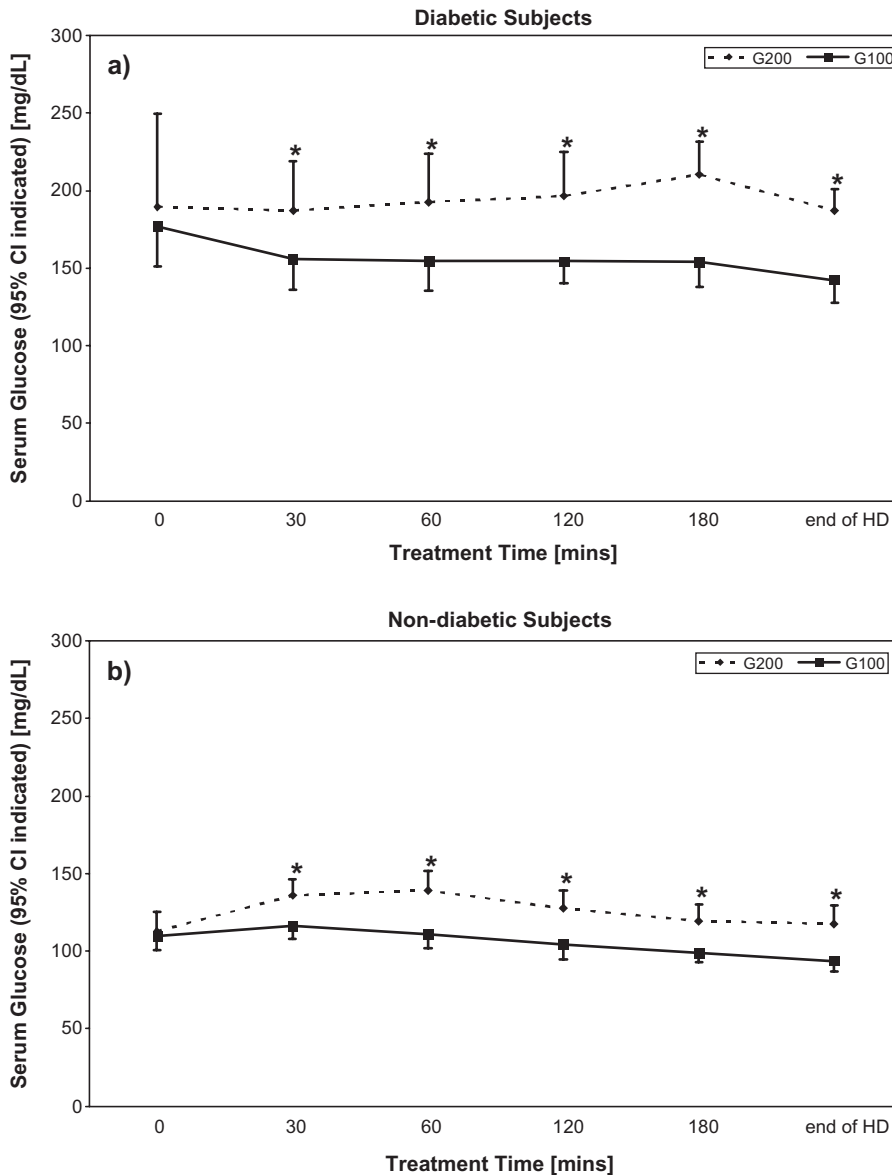 Diabetic Subjects
a)
G200 G100
Serum Glucose (95% CI indicated) [mg/dL]
300
250
200
150
100
50
0
* * * * *
0 30 60 120 180 end of HD
Treatment Time [mins]
Non-diabetic Subjects
b)
G200 G100
Serum Glucose (95% CI indicated) [mg/dL]
300
250
200
150
100
50
0
* * * * *
0 30 60 120 180 end of HD
Treatment Time [mins]